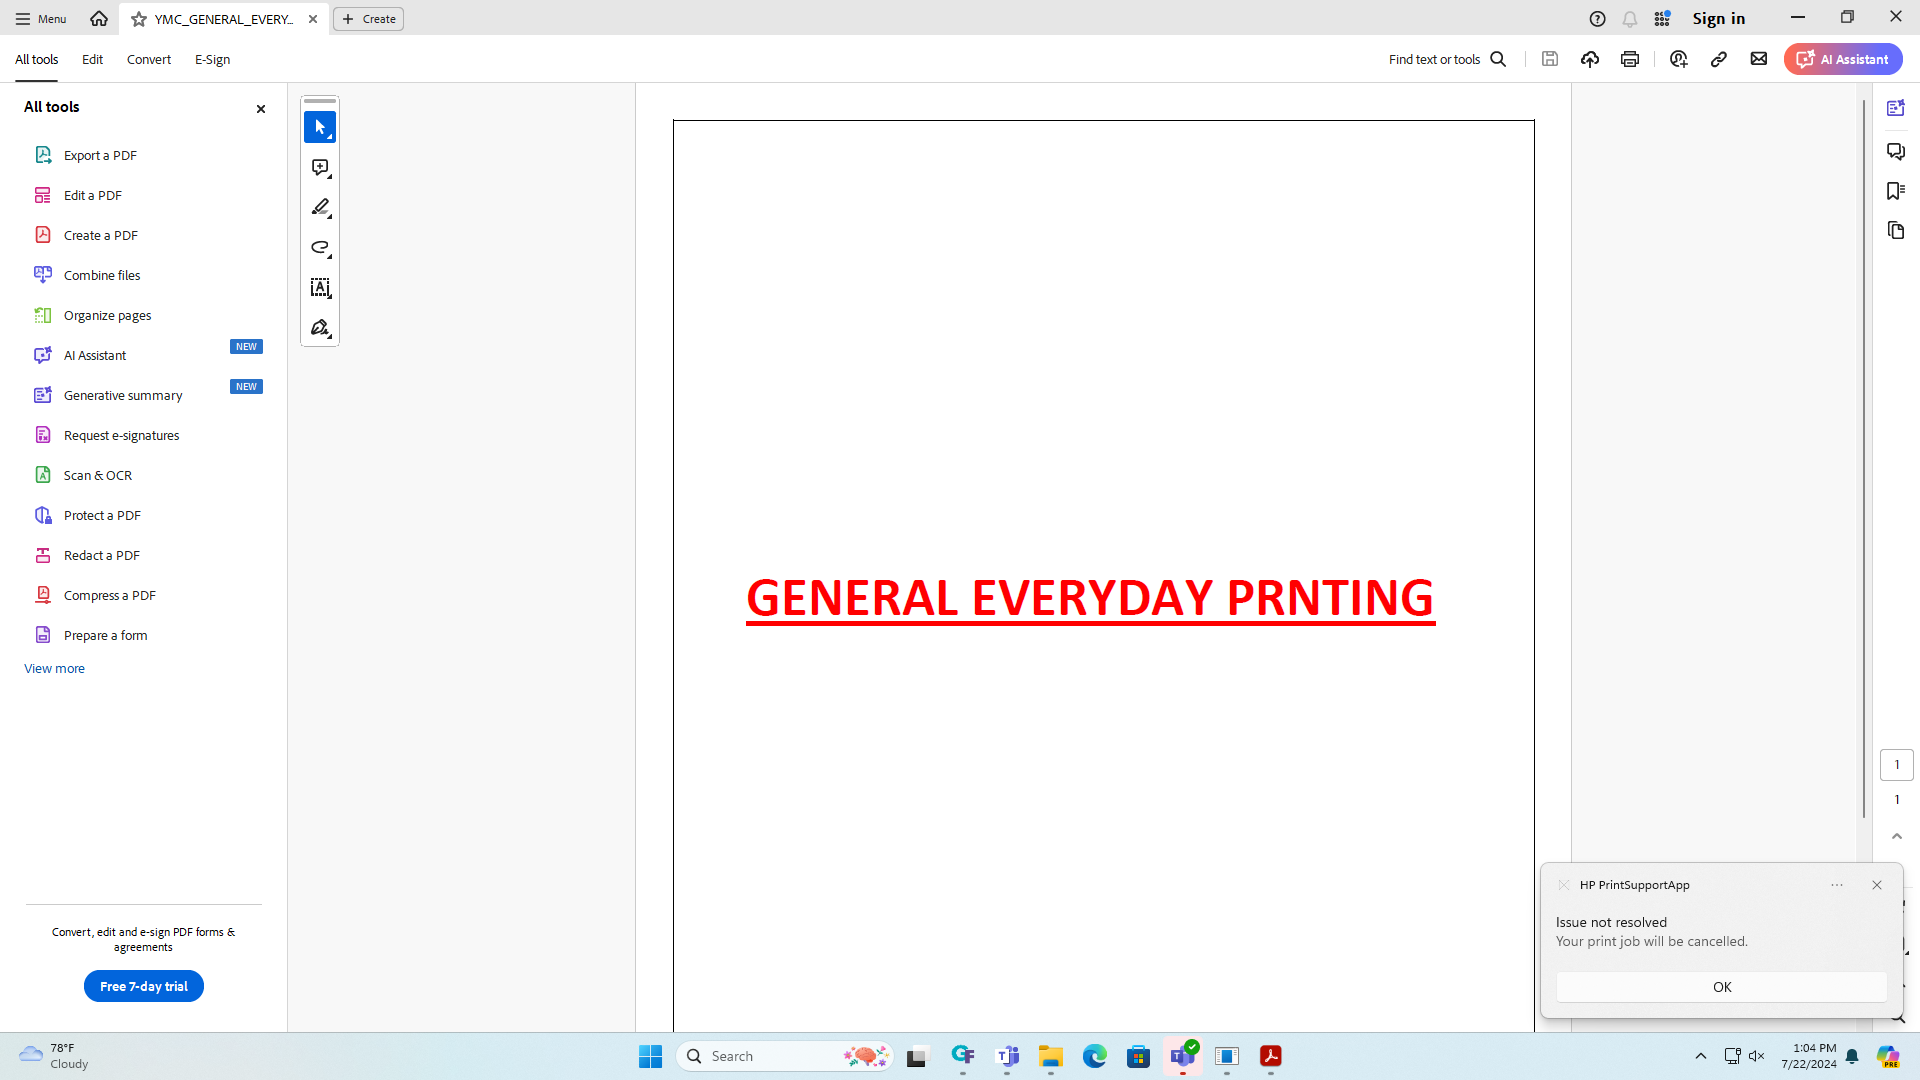 Menu
YMC_GENERAL_EVERY...
Create
Sign in
All tools
Edit
Convert
E-Sign
Find text or tools
AI Assistant
All tools
Export a PDF
Edit a PDF
Create a PDF
Combine files
Organize pages
AI Assistant
NEW
Generative summary
NEW
Request e-signatures
Scan & OCR
Protect a PDF
Redact a PDF
Compress a PDF
Prepare a form
View more
Convert, edit and e-sign PDF forms &
agreements
Free 7-day trial
GENERAL EVERYDAY PRNTING
1
1
HP PrintSupportApp
Issue not resolved
Your print job will be cancelled.
OK
78°F
Cloudy
Search
1:04 PM
7/22/2024
PRE